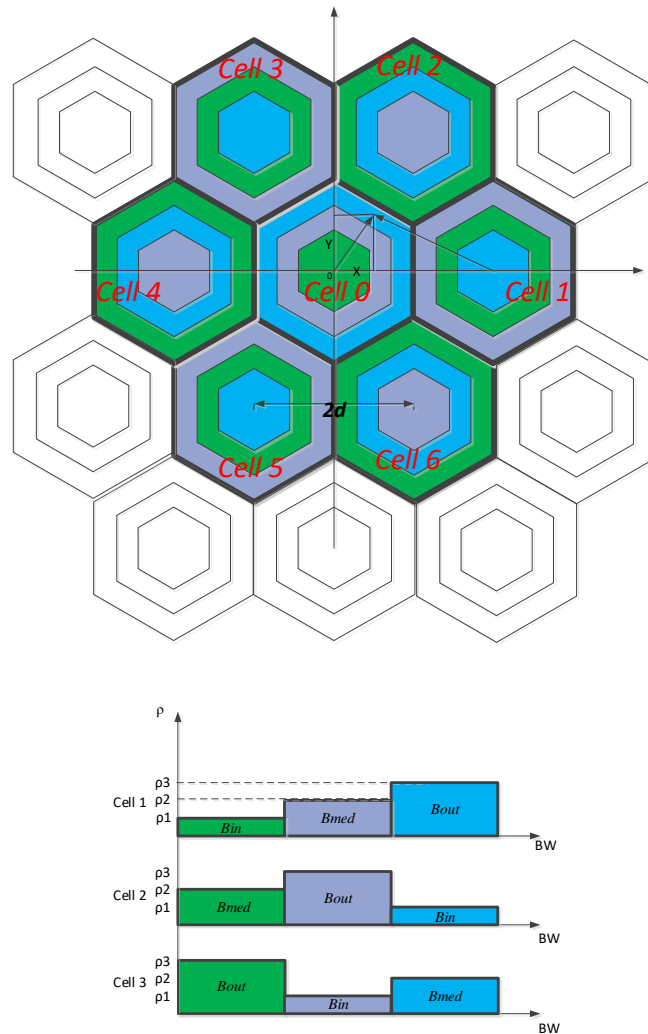 Cell 3
Cell 2
Y
0
X
Cell 4
Cell 0
Cell 1
2d
Cell 5
Cell 6
ρ
ρ3
Cell 1
ρ2
ρ1
Bin
Bmed
Bout
BW
ρ3
Cell 2
ρ2
ρ1
Bmed
Bout
Bin
BW
ρ3
Cell 3
ρ2
ρ1
Bout
Bin
Bmed
BW